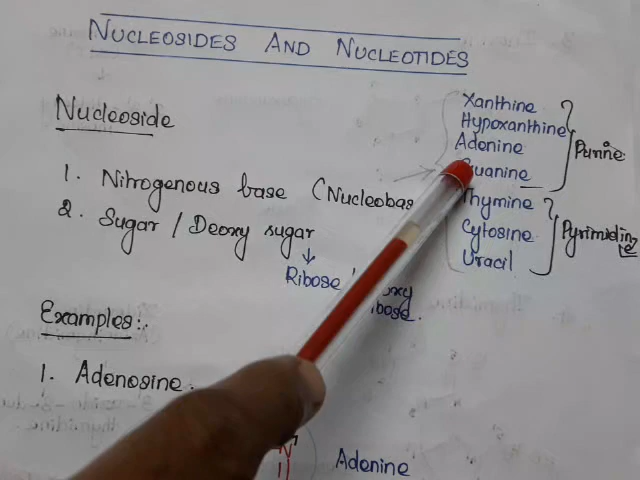 NUCLEOSIDES AND NUCLEOTIDES
Nucleoside
1. Nitrogenous base (Nucleobas
2. Sugar / Deoxy sugar
Ribose
Xanthine
Hypoxanthine
Adenine
Guanine
Purine
Thymine
Cytosine
Uracil
Pyrimidine
Examples:.
1. Adenosine.
N
Adenine